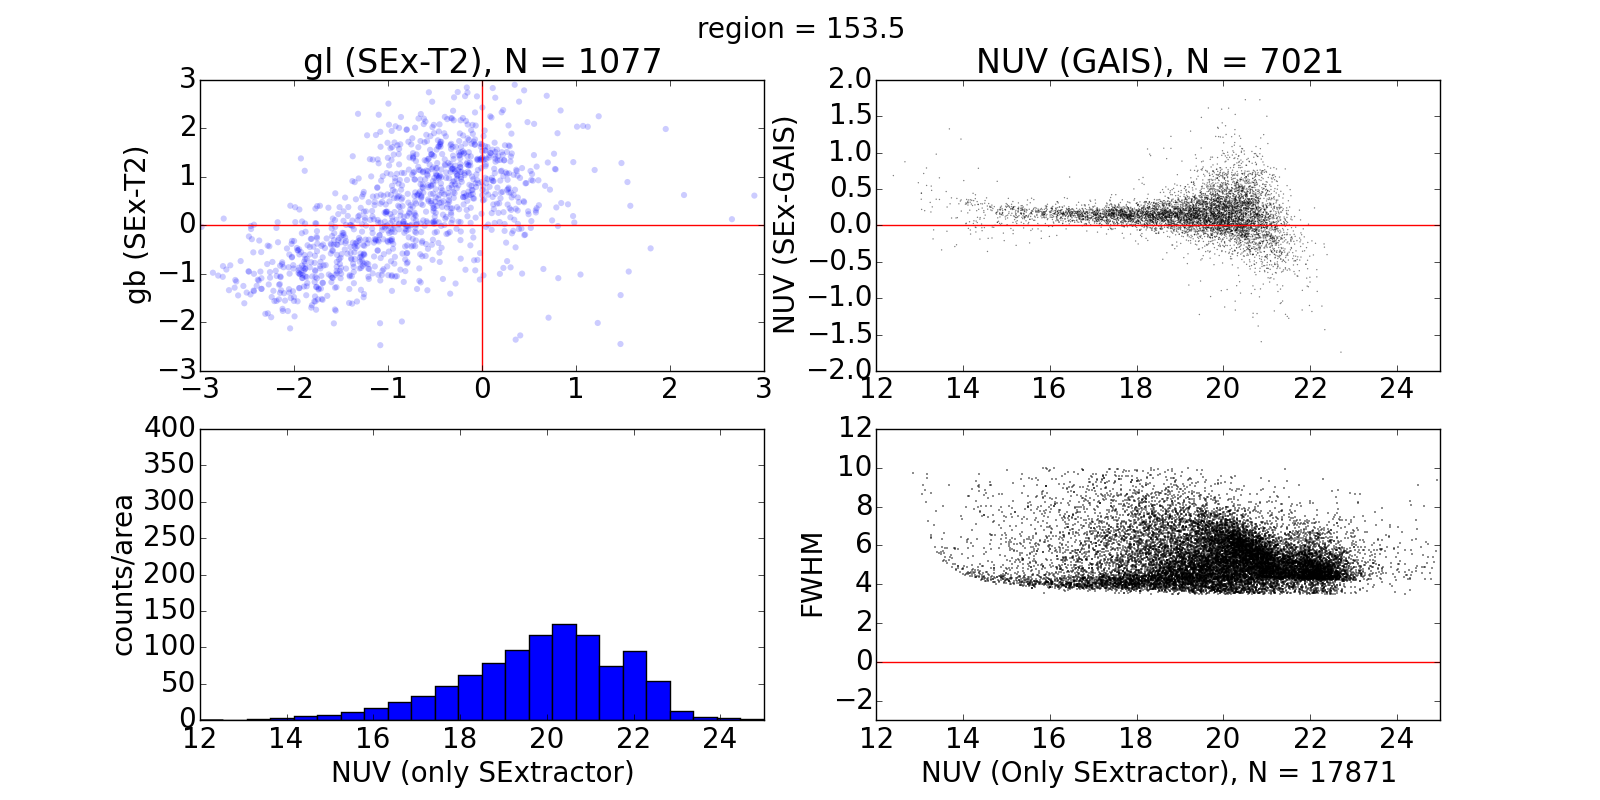 region = 153.5
gl (SEx-T2), N = 1077
NUV (GAIS), N = 7021
3
2
1
0
−1
−2
−3
gb (SEx-T2)
−3 −2 −1 0 1 2 3
2.0
1.5
1.0
0.5
0.0
−0.5
−1.0
−1.5
−2.0
NUV (SEx-GAIS)
12 14 16 18 20 22 24
400
350
300
250
200
150
100
50
0
counts/area
12 14 16 18 20 22 24
NUV (only SExtractor)
12
10
8
6
4
2
0
−2
FWHM
12 14 16 18 20 22 24
NUV (Only SExtractor), N = 17871